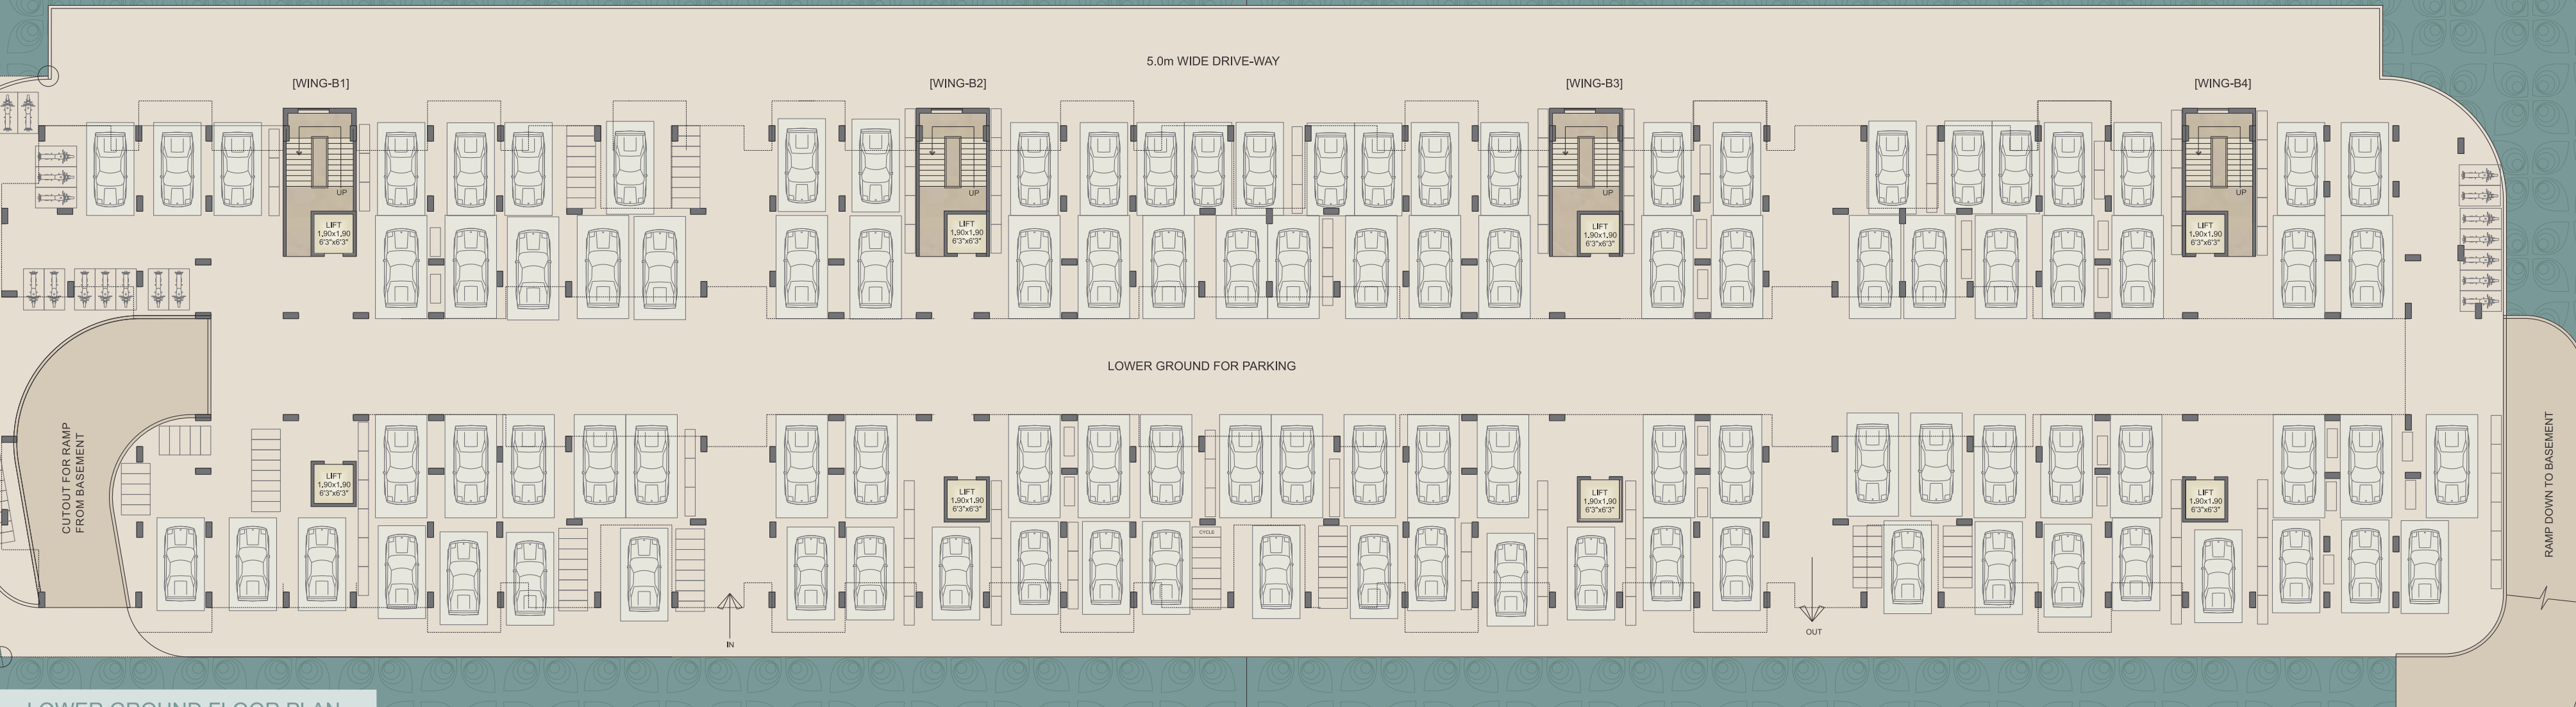 5.0m WIDE DRIVE-WAY
[WING-B1]
[WING-B2]
[WING-B3]
[WING-B4]
UP
UP
UP
UP
LIFT
1.90x1.90
6'3"x6'3"
LIFT
1.90x1.90
6'3"x6'3"
LIFT
1.90x1.90
6'3"x6'3"
LIFT
1.90x1.90
6'3"x6'3"
LOWER GROUND FOR PARKING
CUTOUT FOR RAMP
FROM BASEMENT
LIFT
1.90x1.90
6'3"x6'3"
LIFT
1.90x1.90
6'3"x6'3"
LIFT
1.90x1.90
6'3"x6'3"
LIFT
1.90x1.90
6'3"x6'3"
RAMP DOWN TO BASEMENT
CYCLE
IN
OUT
LOWER GROUND FLOOR PLAN